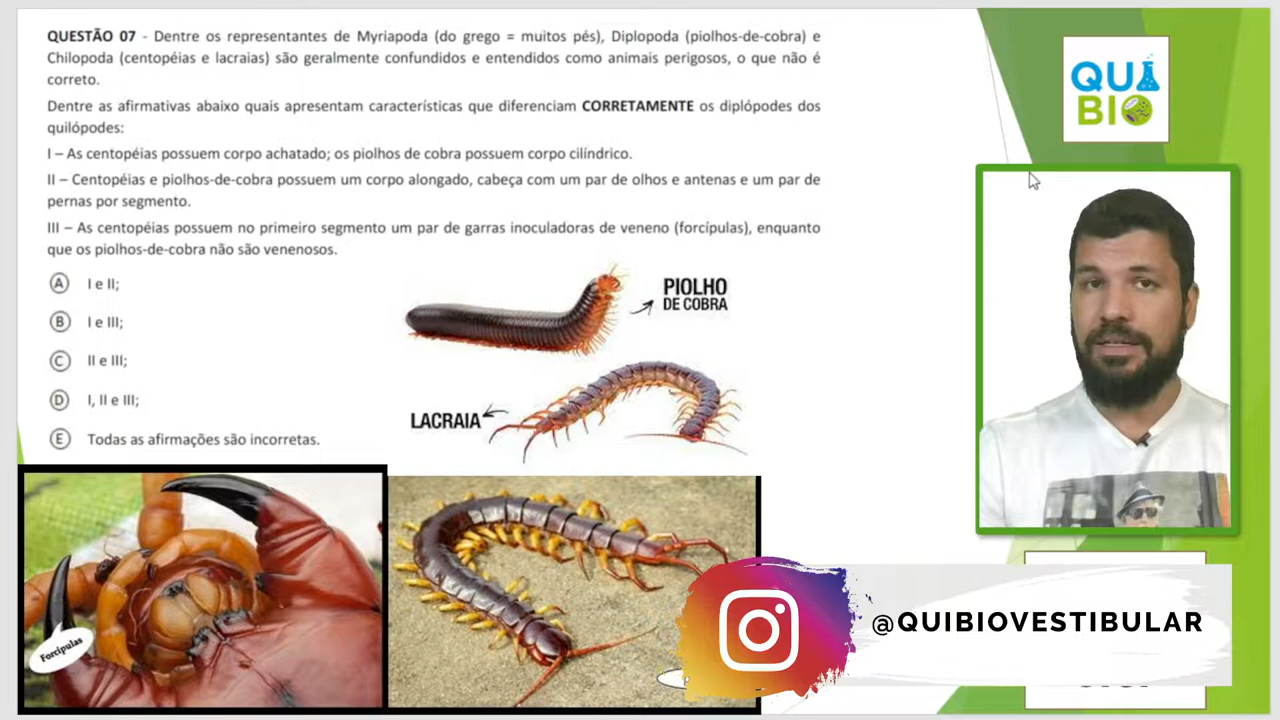 QUESTÃO 07 - Dentre os representantes de Myriapoda (do grego = muitos pés), Diplopoda (piolhos-de-cobra) e
Chilopoda (centopéias e lacraias) são geralmente confundidos e entendidos como animais perigosos, o que não é
correto.
Dentre as afirmativas abaixo quais apresentam características que diferenciam CORRETAMENTE os diplópodes dos
quilópodes:
I – As centopéias possuem corpo achatado; os piolhos de cobra possuem corpo cilíndrico.
II – Centopéias e piolhos-de-cobra possuem um corpo alongado, cabeça com um par de olhos e antenas e um par de
pernas por segmento.
III – As centopéias possuem no primeiro segmento um par de garras inoculadoras de veneno (forcípulas), enquanto
que os piolhos-de-cobra não são venenosos.
A I e II;
B I e III;
C II e III;
D I, II e III;
E Todas as afirmações são incorretas.
PIOLHO
DE COBRA
LACRAIA
Forcípulas
QUI
BIO
@QUIBIOVESTIBULAR